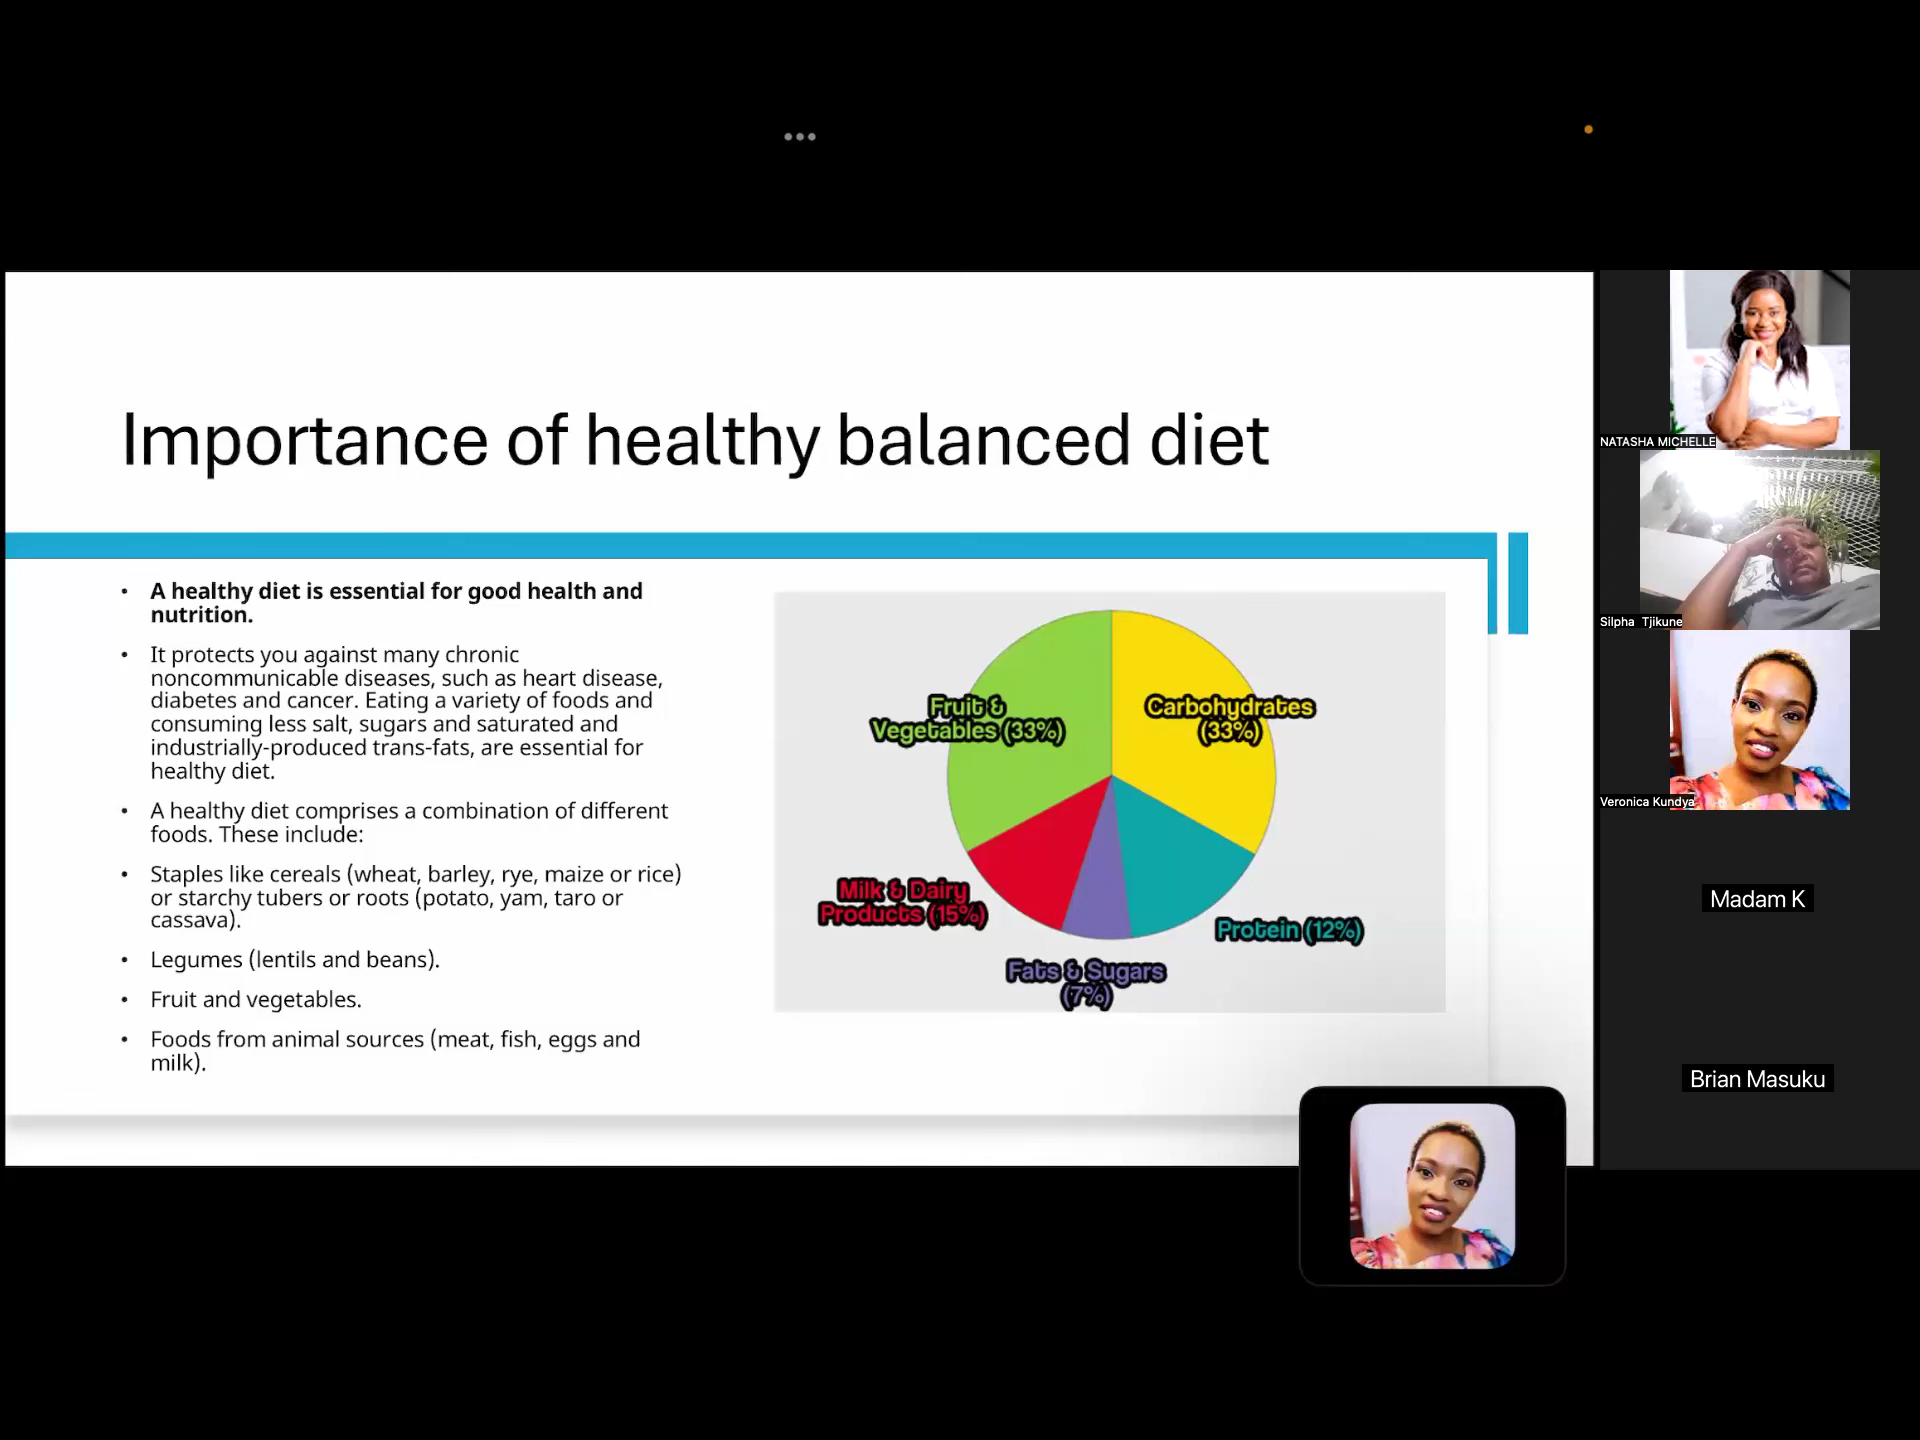 Importance of healthy balanced diet
• A healthy diet is essential for good health and
nutrition.
• It protects you against many chronic
noncommunicable diseases, such as heart disease,
diabetes and cancer. Eating a variety of foods and
consuming less salt, sugars and saturated and
industrially-produced trans-fats, are essential for
healthy diet.
• A healthy diet comprises a combination of different
foods. These include:
• Staples like cereals (wheat, barley, rye, maize or rice)
or starchy tubers or roots (potato, yam, taro or
cassava).
• Legumes (lentils and beans).
• Fruit and vegetables.
• Foods from animal sources (meat, fish, eggs and
milk).
Fruit &
Vegetables (33%)
Carbohydrates
(33%)
Milk & Dairy
Products (15%)
Protein (12%)
Fats & Sugars
(7%)
NATASHA MICHELLE
Silpha Tjikune
Veronica Kundya
Madam K
Brian Masuku